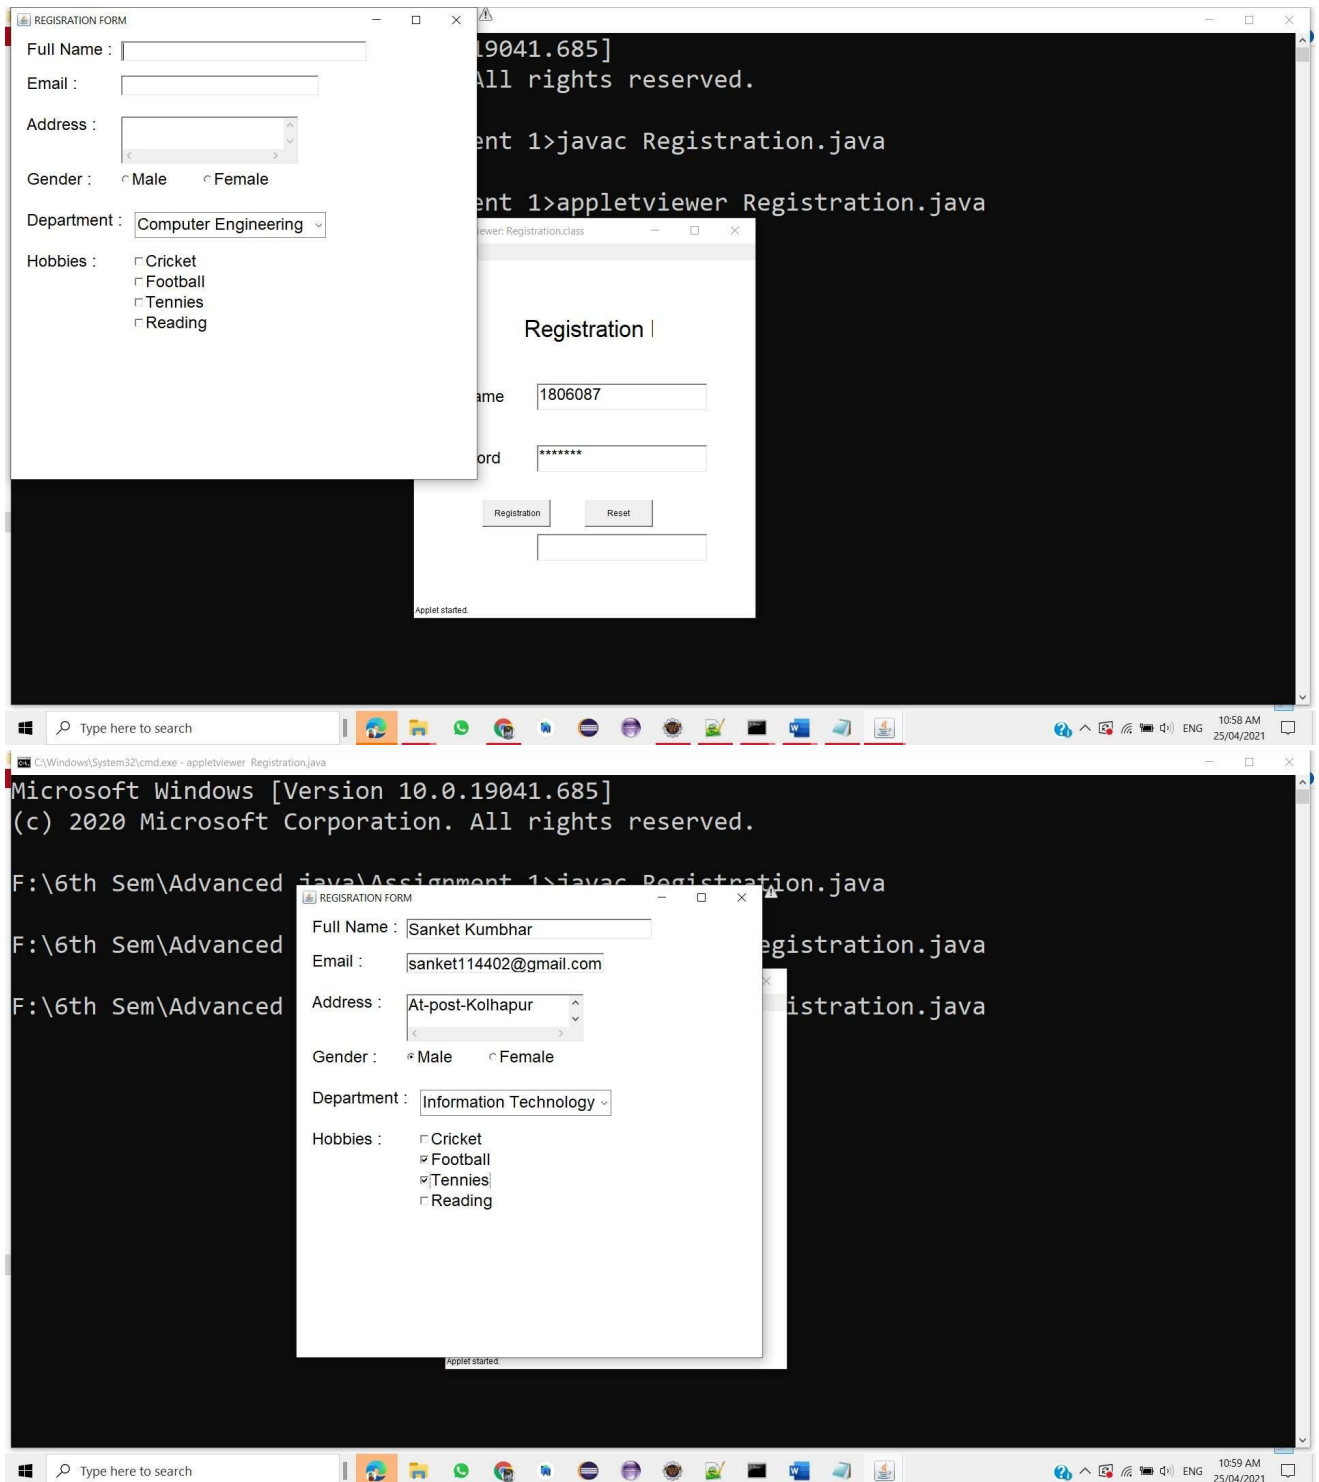 REGISRATION FORM
Full Name :
Email :
Address :
Gender : Male Female
Department : Computer Engineering
Hobbies : Cricket
Football
Tennies
Reading
19041.685]
All rights reserved.
ent 1>javac Registration.java
ent 1>appletviewer Registration.java
iewer: Registration.class
Registration
ame 1806087
ord *******
Registration Reset
Applet started.
Type here to search
ENG
10:58 AM
25/04/2021
C:\Windows\System32\cmd.exe - appletviewer Registration.java
Microsoft Windows [Version 10.0.19041.685]
(c) 2020 Microsoft Corporation. All rights reserved.
F:\6th Sem\Advanced java\Assignment 1>javac Registration.java
F:\6th Sem\Advanced egistration.java
F:\6th Sem\Advanced istration.java
REGISRATION FORM
Full Name : Sanket Kumbhar
Email : sanket114402@gmail.com
Address : At-post-Kolhapur
Gender : Male Female
Department : Information Technology
Hobbies : Cricket
Football
Tennies
Reading
Applet started.
Type here to search
ENG
10:59 AM
25/04/2021